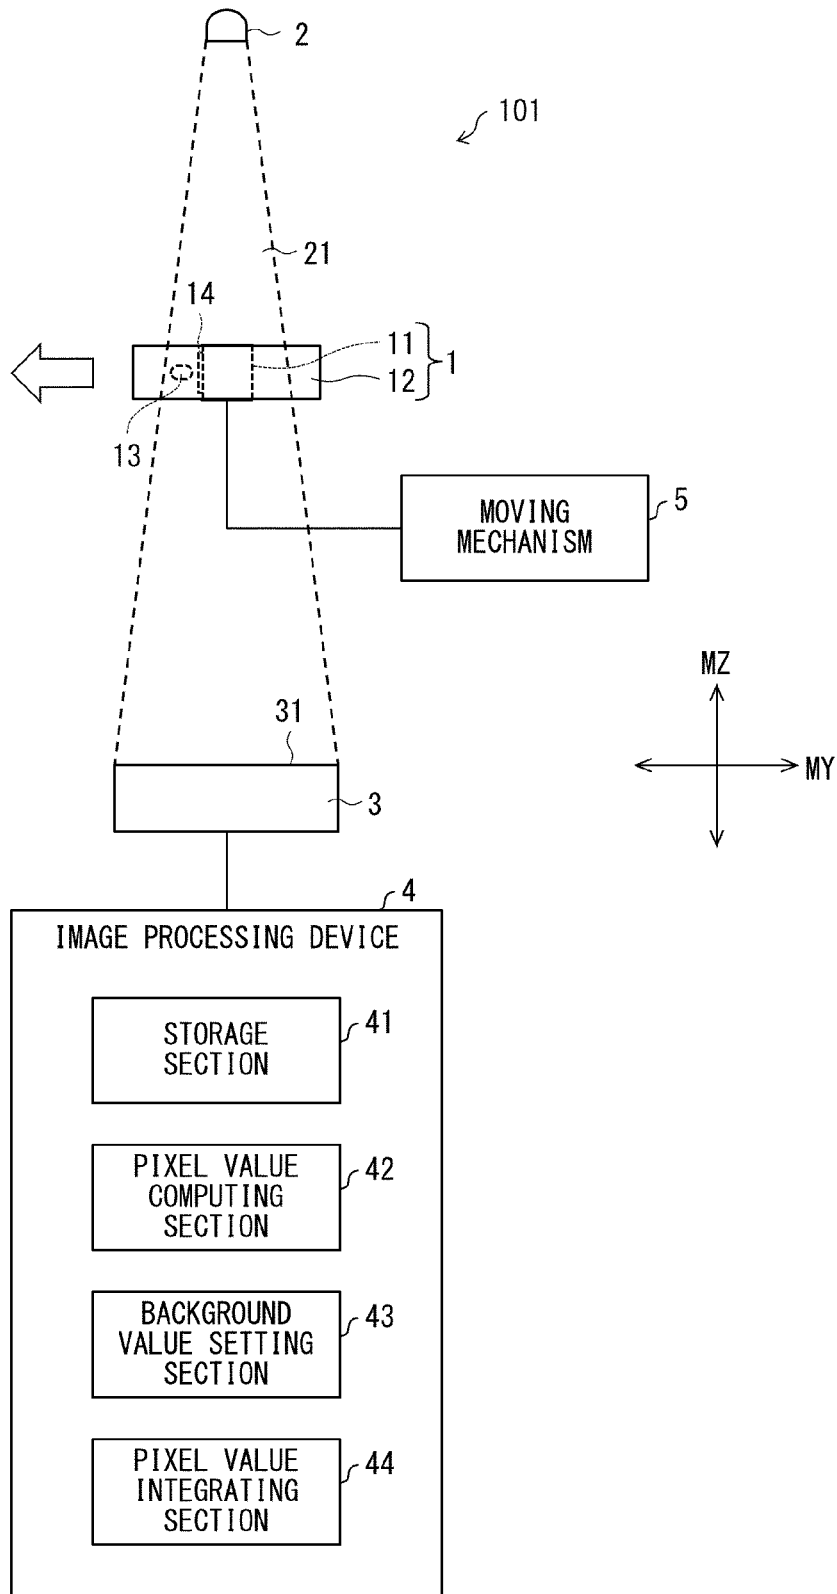 2
101
21
14
11
12
1
13
5
MOVING
MECHANISM
MZ
MY
31
3
4
IMAGE PROCESSING DEVICE
STORAGE
SECTION
41
PIXEL VALUE
COMPUTING
SECTION
42
BACKGROUND
VALUE SETTING
SECTION
43
PIXEL VALUE
INTEGRATING
SECTION
44